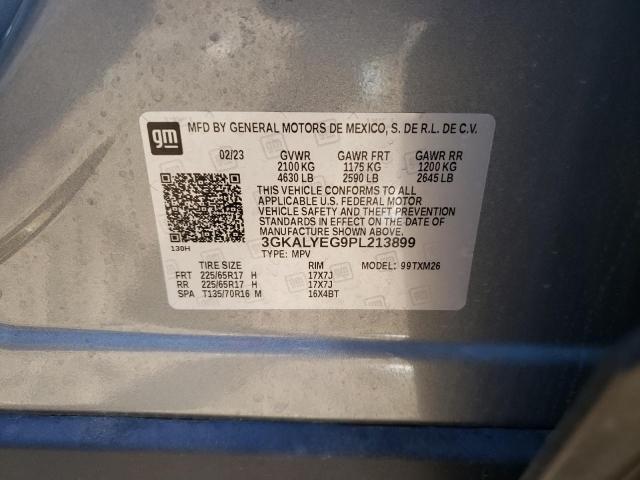 gm
MFD BY GENERAL MOTORS DE MEXICO, S. DE R.L. DE C.V.
02/23 GVWR GAWR FRT GAWR RR
2100 KG 1175 KG 1200 KG
4630 LB 2590 LB 2645 LB
THIS VEHICLE CONFORMS TO ALL
APPLICABLE U.S. FEDERAL MOTOR
VEHICLE SAFETY AND THEFT PREVENTION
STANDARDS IN EFFECT ON THE DATE OF
MANUFACTURE SHOWN ABOVE.
130H 3GKALYEG9PL213899
TYPE: MPV
TIRE SIZE RIM MODEL: 99TXM26
FRT 225/65R17 H 17X7J
RR 225/65R17 H 17X7J
SPA T135/70R16 M 16X4BT